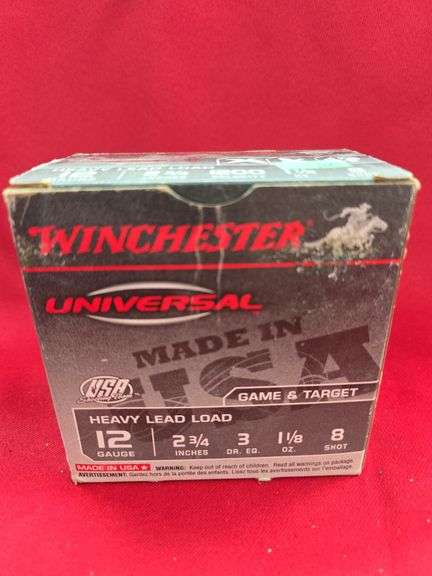 1200
WINCHESTER
UNIVERSAL
MADE IN
USA
USA
GAME & TARGET
HEAVY LEAD LOAD
12 2 3/4 3 1 1/8 8
GAUGE INCHES DR. EQ. OZ. SHOT
MADE IN USA ★ WARNING: Keep out of reach of children. Read all warnings on package.
AVERTISSEMENT: Gardez hors de la portée des enfants. Lisez tous les avertissements sur l'emballage.